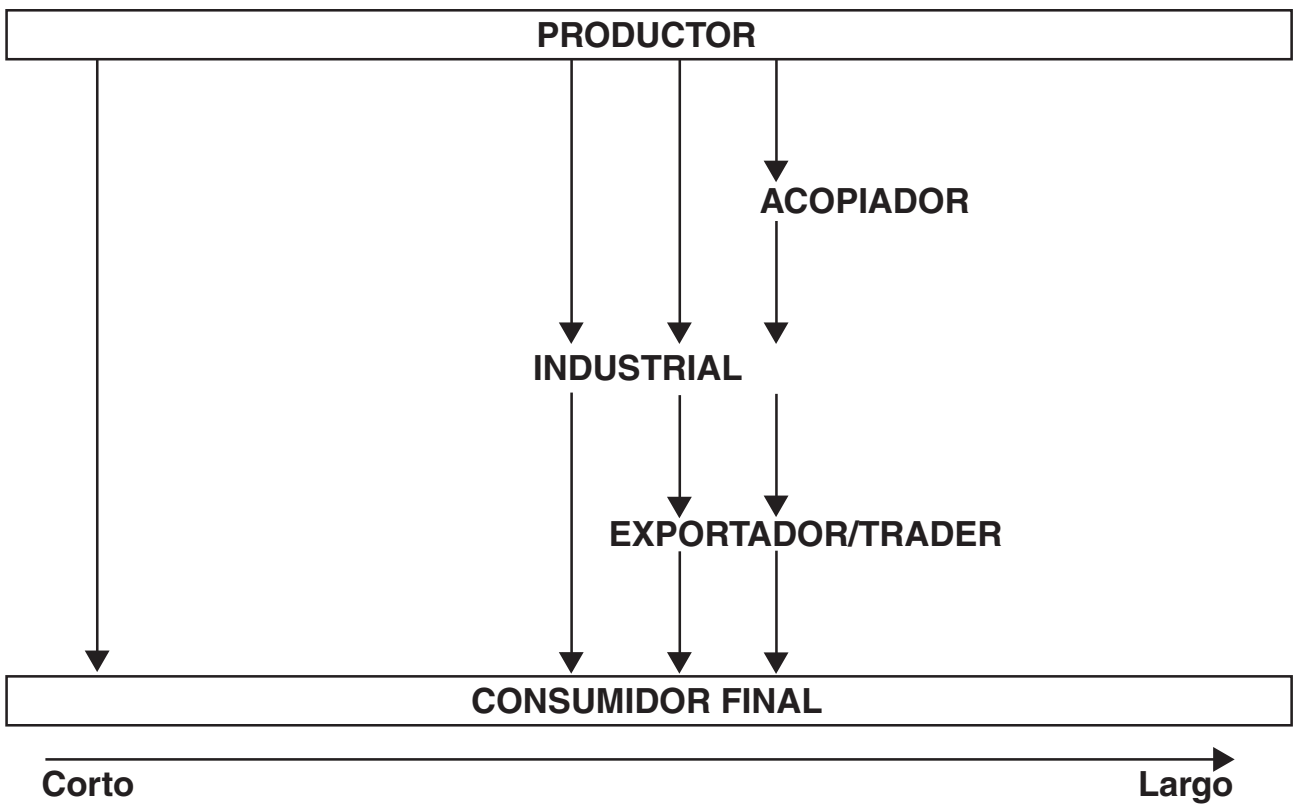 PRODUCTOR
ACOPIADOR
INDUSTRIAL
EXPORTADOR/TRADER
CONSUMIDOR FINAL
Corto
Largo